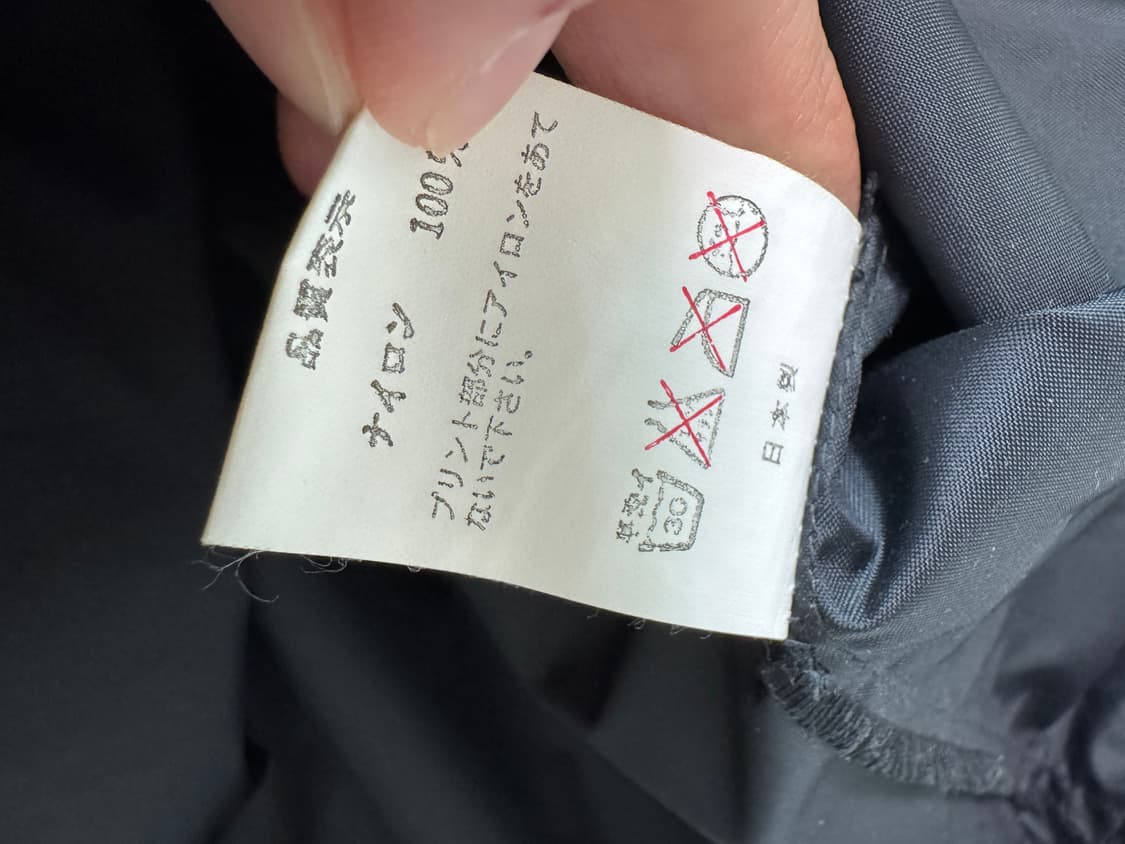 品質表示
ナイロン 100%
プリント部分にアイロンをあて
ないで下さい。
手洗イ
30
日本製